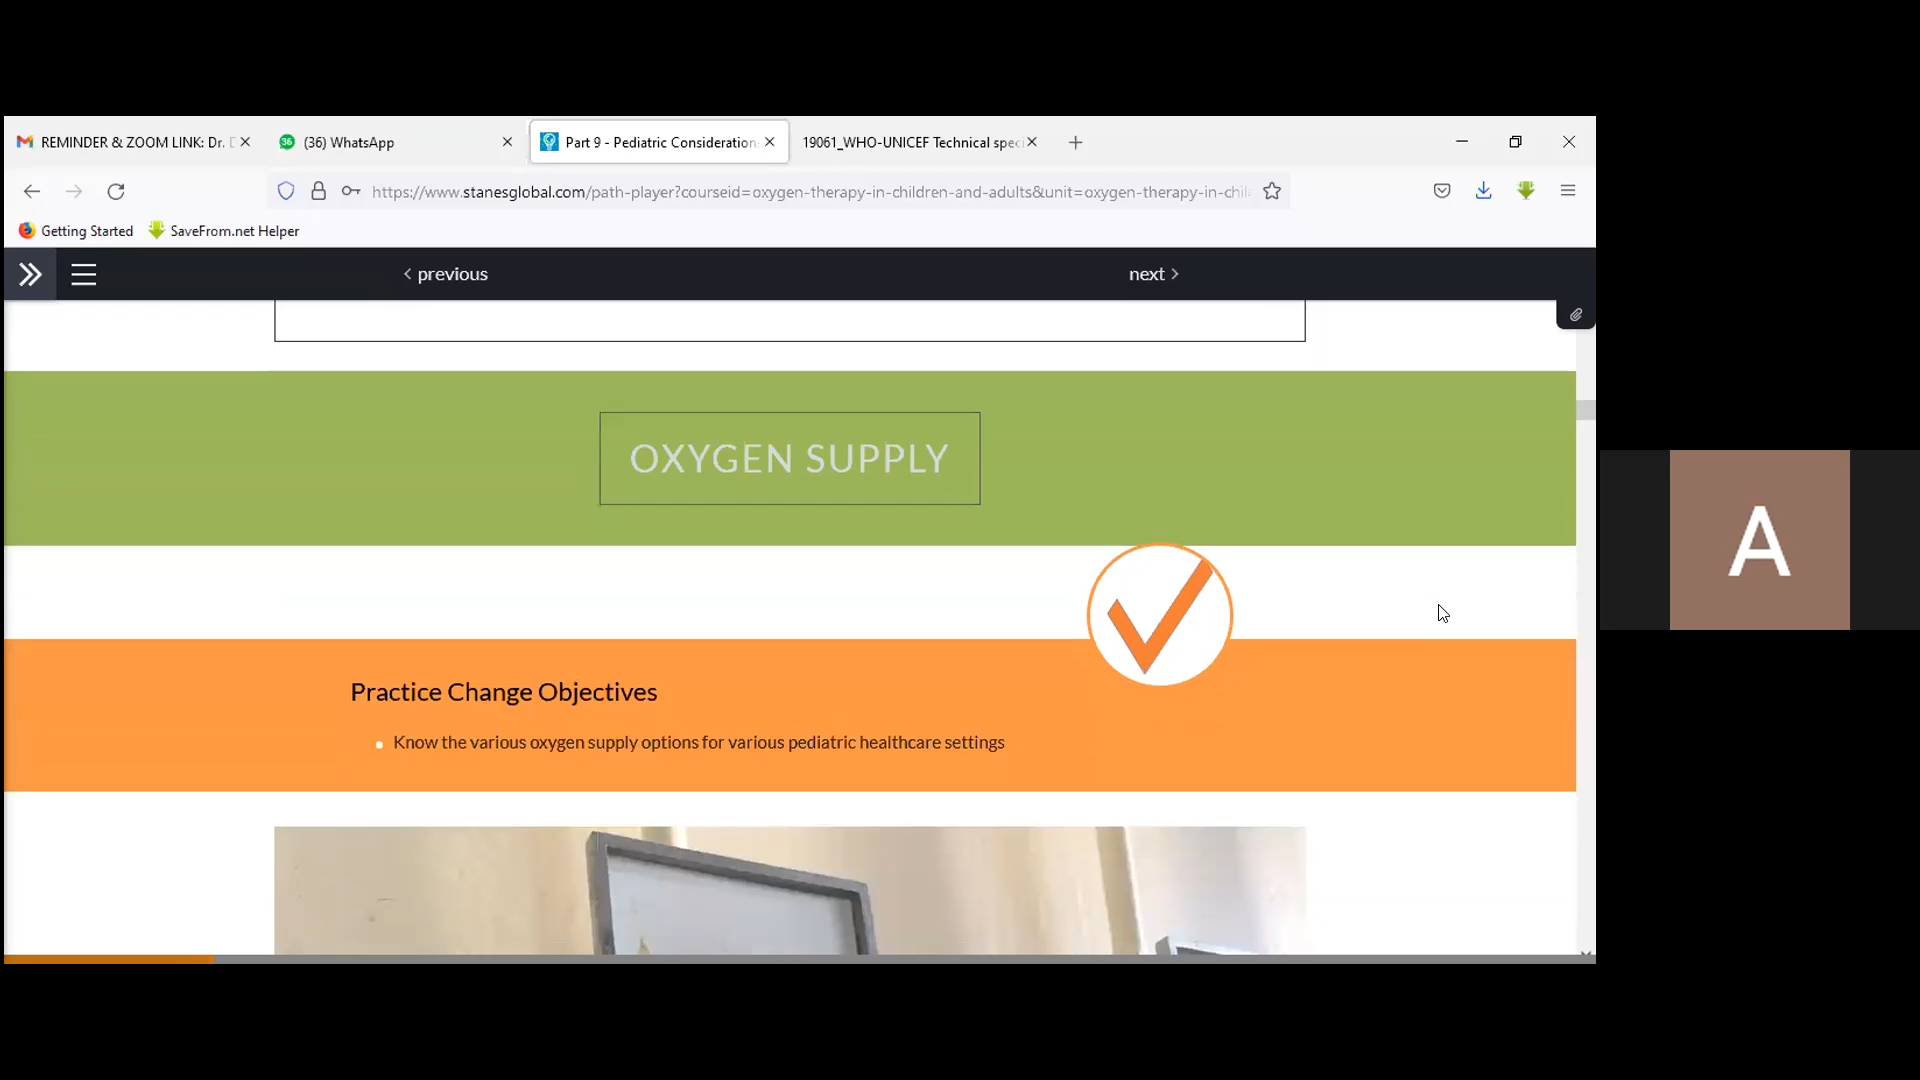 REMINDER & ZOOM LINK: Dr.
36
(36) WhatsApp
Part 9 - Pediatric Consideration
19061_WHO-UNICEF Technical spec
https://www.stanesglobal.com/path-player?courseid=oxygen-therapy-in-children-and-adults&unit=oxygen-therapy-in-chil
Getting Started
SaveFrom.net Helper
< previous
next >
OXYGEN SUPPLY
A
Practice Change Objectives
• Know the various oxygen supply options for various pediatric healthcare settings